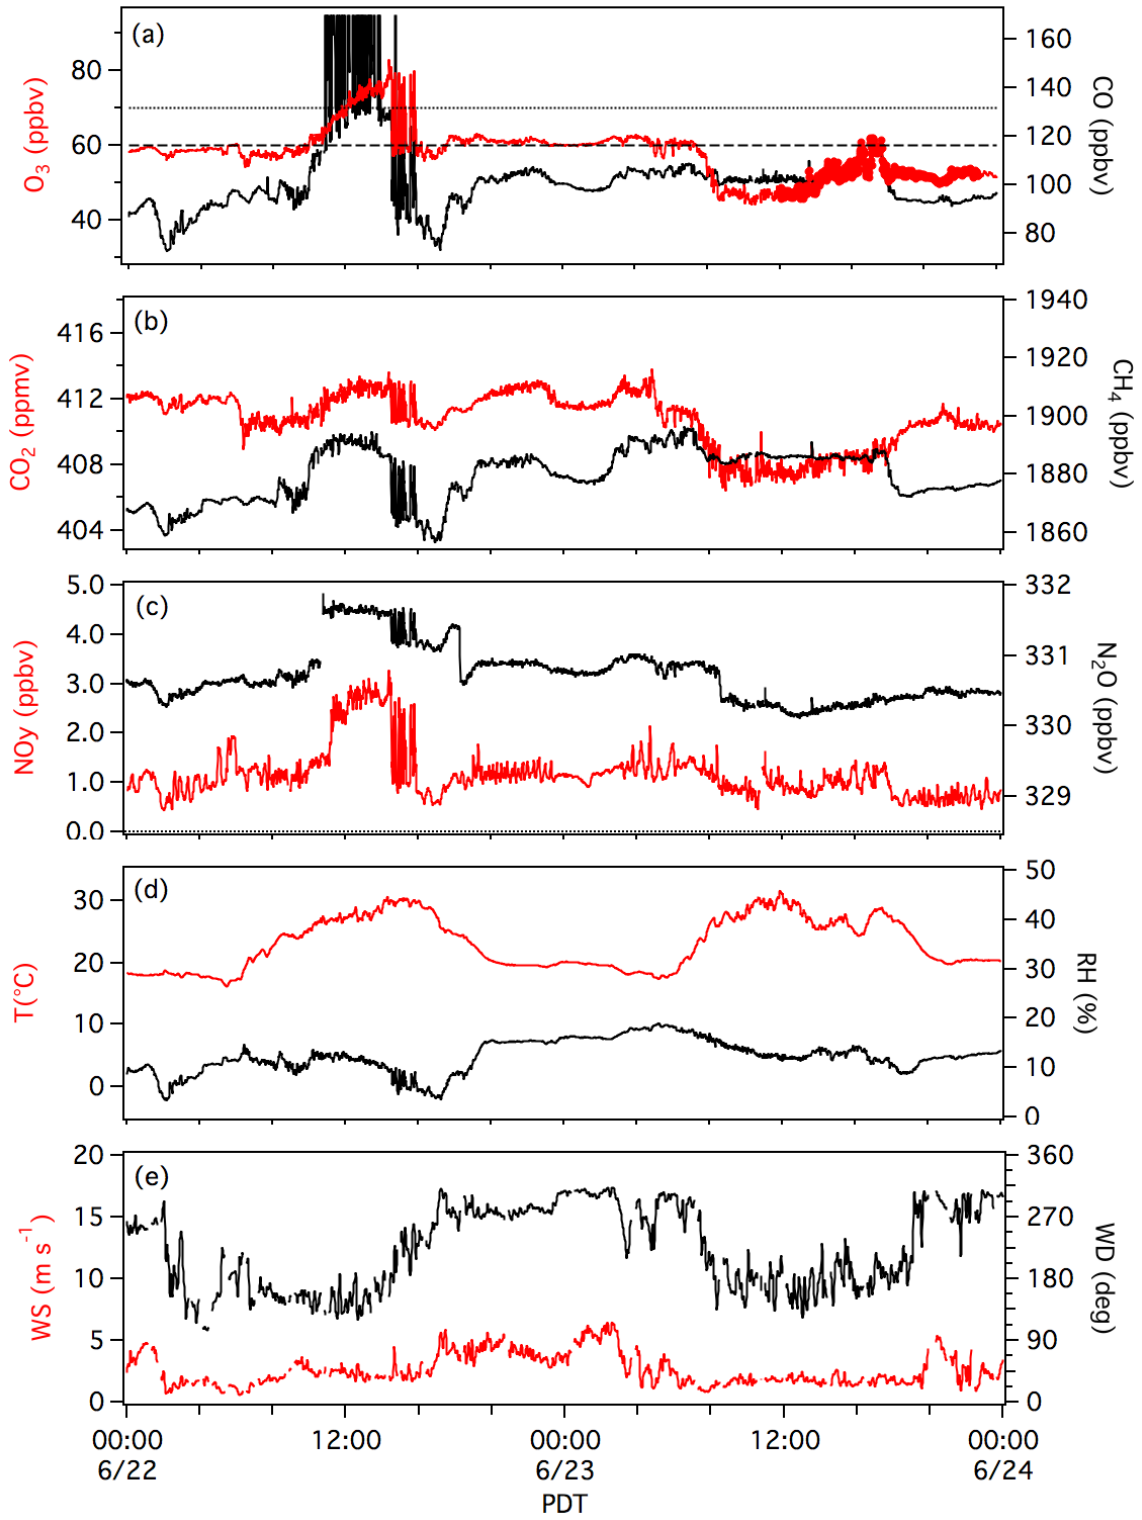 (a)
O3 (ppbv)
80
60
40
160
140
120
100
80
CO (ppbv)
(b)
CO2 (ppmv)
416
412
408
404
1940
1920
1900
1880
1860
CH4 (ppbv)
(c)
NOy (ppbv)
5.0
4.0
3.0
2.0
1.0
0.0
332
331
330
329
N2O (ppbv)
(d)
T(°C)
30
20
10
0
50
40
30
20
10
0
RH (%)
(e)
WS (m s-1)
20
15
10
5
0
360
270
180
90
0
WD (deg)
00:00 12:00 00:00 12:00 00:00
6/22 6/23 6/24
PDT